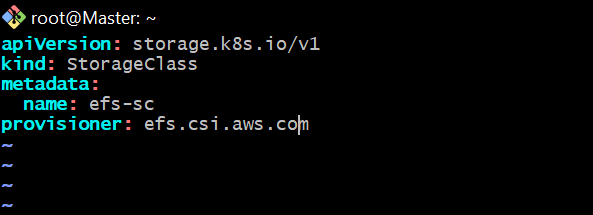 root@Master: ~
apiVersion: storage.k8s.io/v1
kind: StorageClass
metadata:
  name: efs-sc
provisioner: efs.csi.aws.com
~
~
~
~